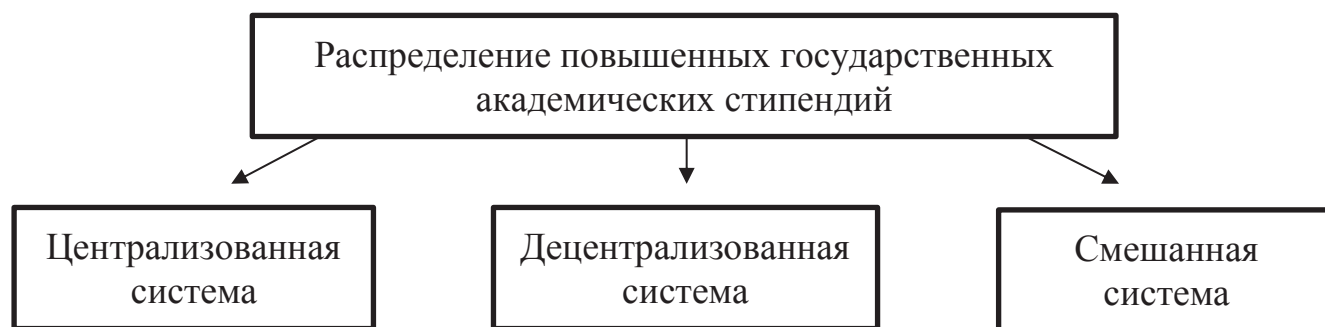 Распределение повышенных государственных
академических стипендий
Централизованная
система
Децентрализованная
система
Смешанная
система